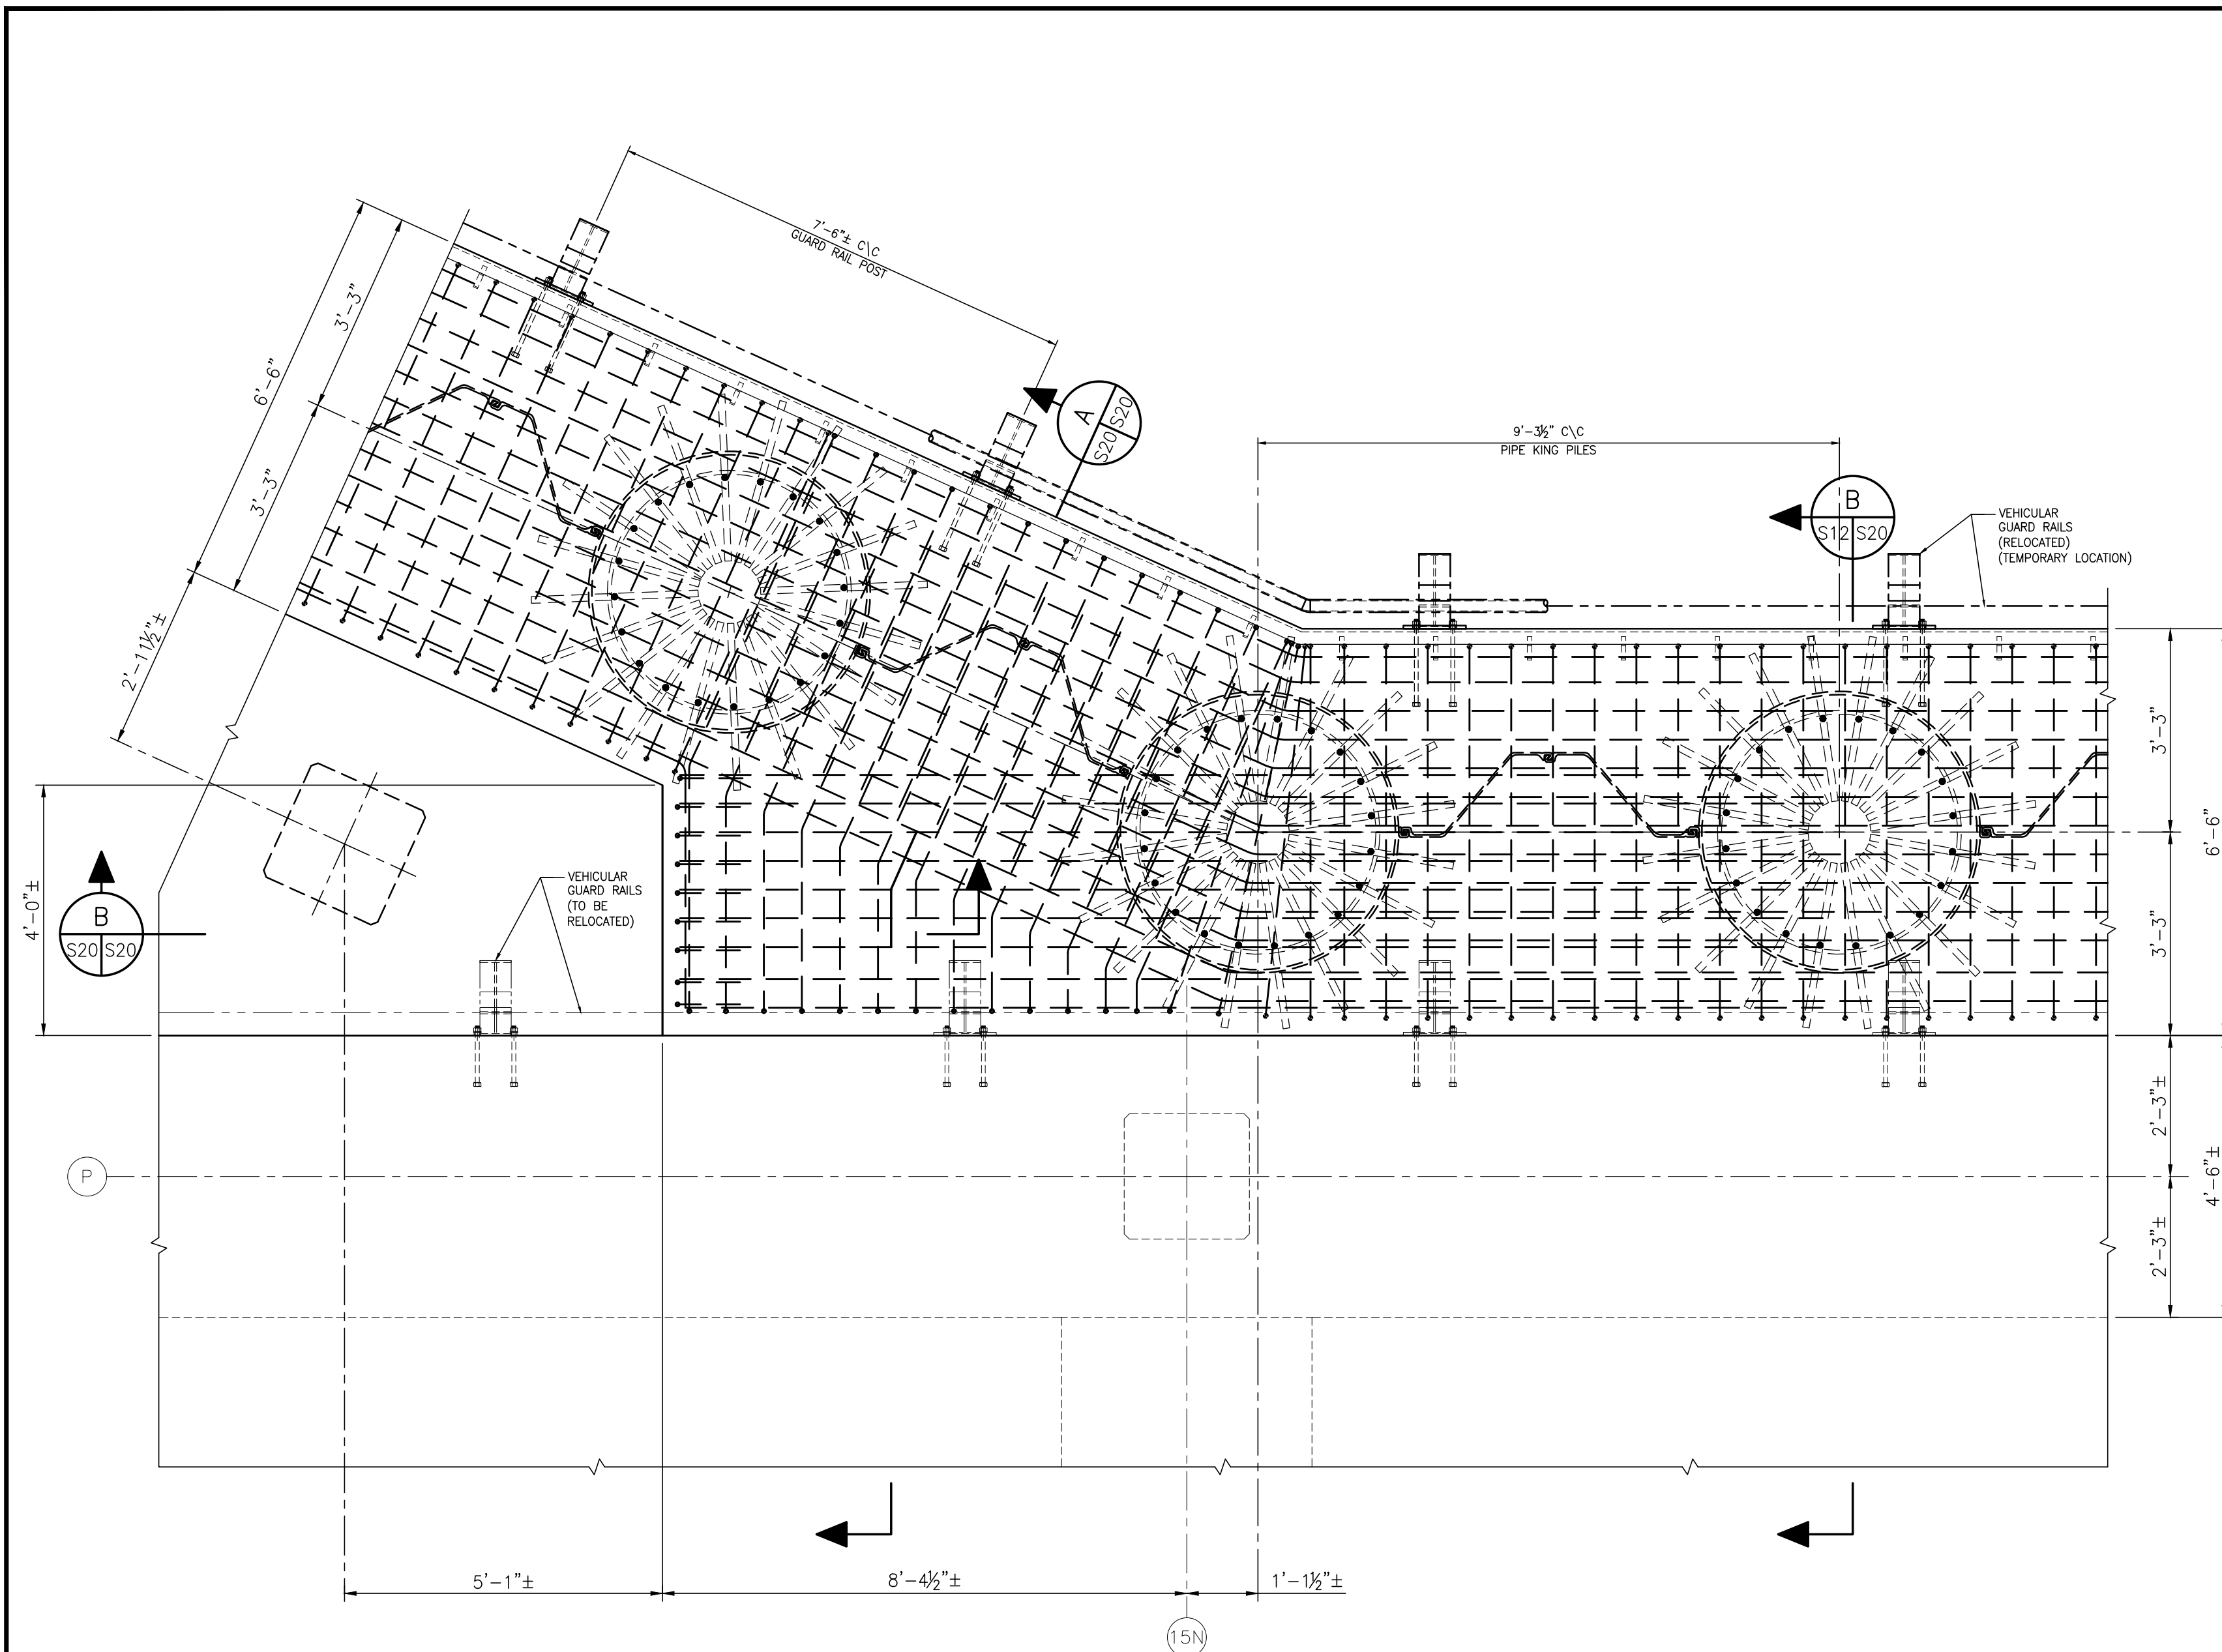 7'-6"± C\C
GUARD RAIL POST
6'-6"
3'-3"
3'-3"
2'-11½"±
A
S20 S20
9'-3½" C\C
PIPE KING PILES
B
S12 S20
VEHICULAR
GUARD RAILS
(RELOCATED)
(TEMPORARY LOCATION)
3'-3"
6'-6"
3'-3"
4'-0"±
B
S20 S20
VEHICULAR
GUARD RAILS
(TO BE
RELOCATED)
2'-3"±
4'-6"±
2'-3"±
P
5'-1"±
8'-4½"±
1'-1½"±
15N